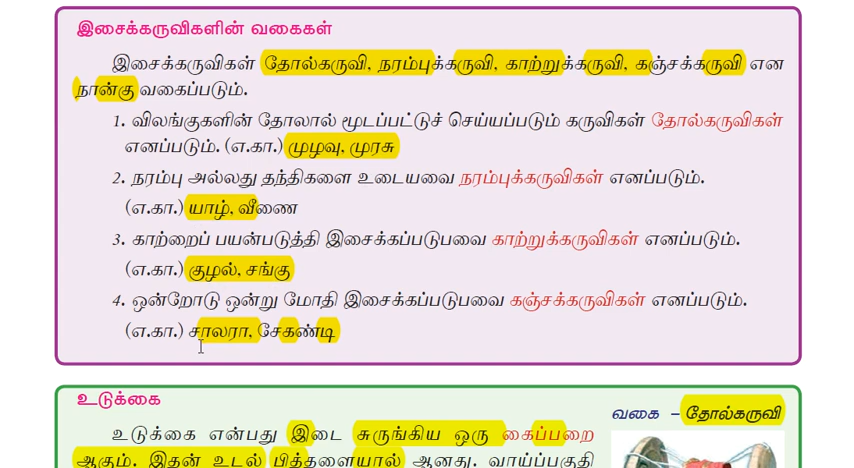 இசைக்கருவிகளின் வகைகள்
இசைக்கருவிகள் தோல்கருவி, நரம்புக்கருவி, காற்றுக்கருவி, கஞ்சக்கருவி என
நான்கு வகைப்படும்.
1. விலங்குகளின் தோலால் மூடப்பட்டுச் செய்யப்படும் கருவிகள் தோல்கருவிகள்
எனப்படும். (எ.கா.) முழவு, முரசு
2. நரம்பு அல்லது தந்திகளை உடையவை நரம்புக்கருவிகள் எனப்படும்.
(எ.கா.) யாழ், வீணை
3. காற்றைப் பயன்படுத்தி இசைக்கப்படுபவை காற்றுக்கருவிகள் எனப்படும்.
(எ.கா.) குழல், சங்கு
4. ஒன்றோடு ஒன்று மோதி இசைக்கப்படுபவை கஞ்சக்கருவிகள் எனப்படும்.
(எ.கா.) சாலரா, சேகண்டி
உடுக்கை
வகை – தோல்கருவி
உடுக்கை என்பது இடை சுருங்கிய ஒரு கைப்பறை
ஆகும். இதன் உடல் பித்தளையால் ஆனது. வாய்ப்பகுதி